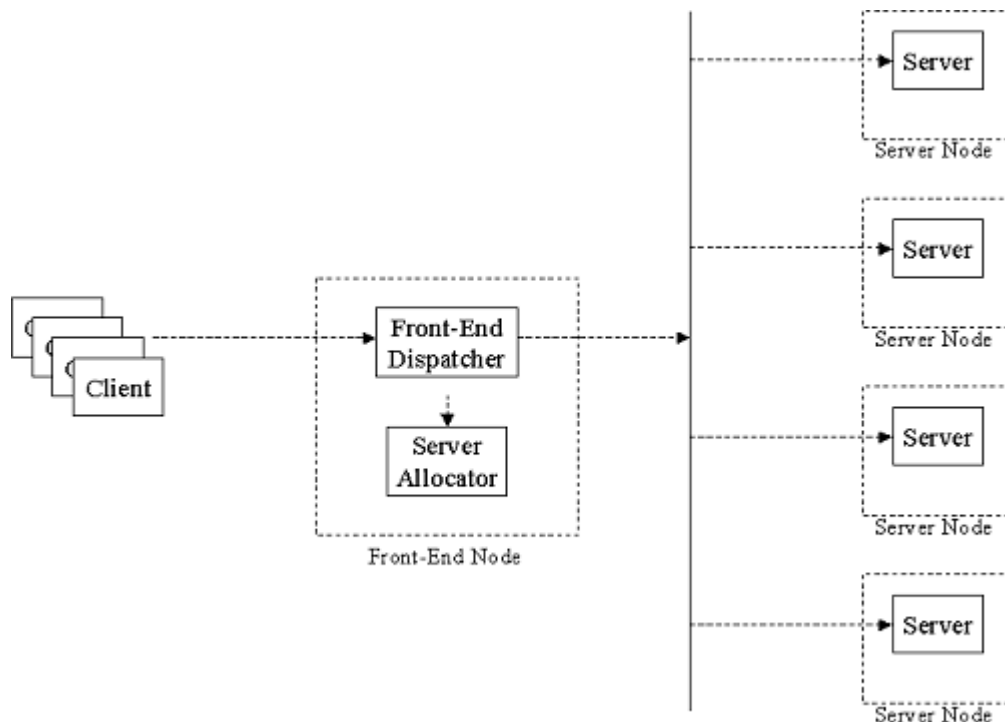 Server
Server Node
Server
Server Node
Client
Front-End
Dispatcher
Server
Allocator
Front-End Node
Server
Server Node
Server
Server Node